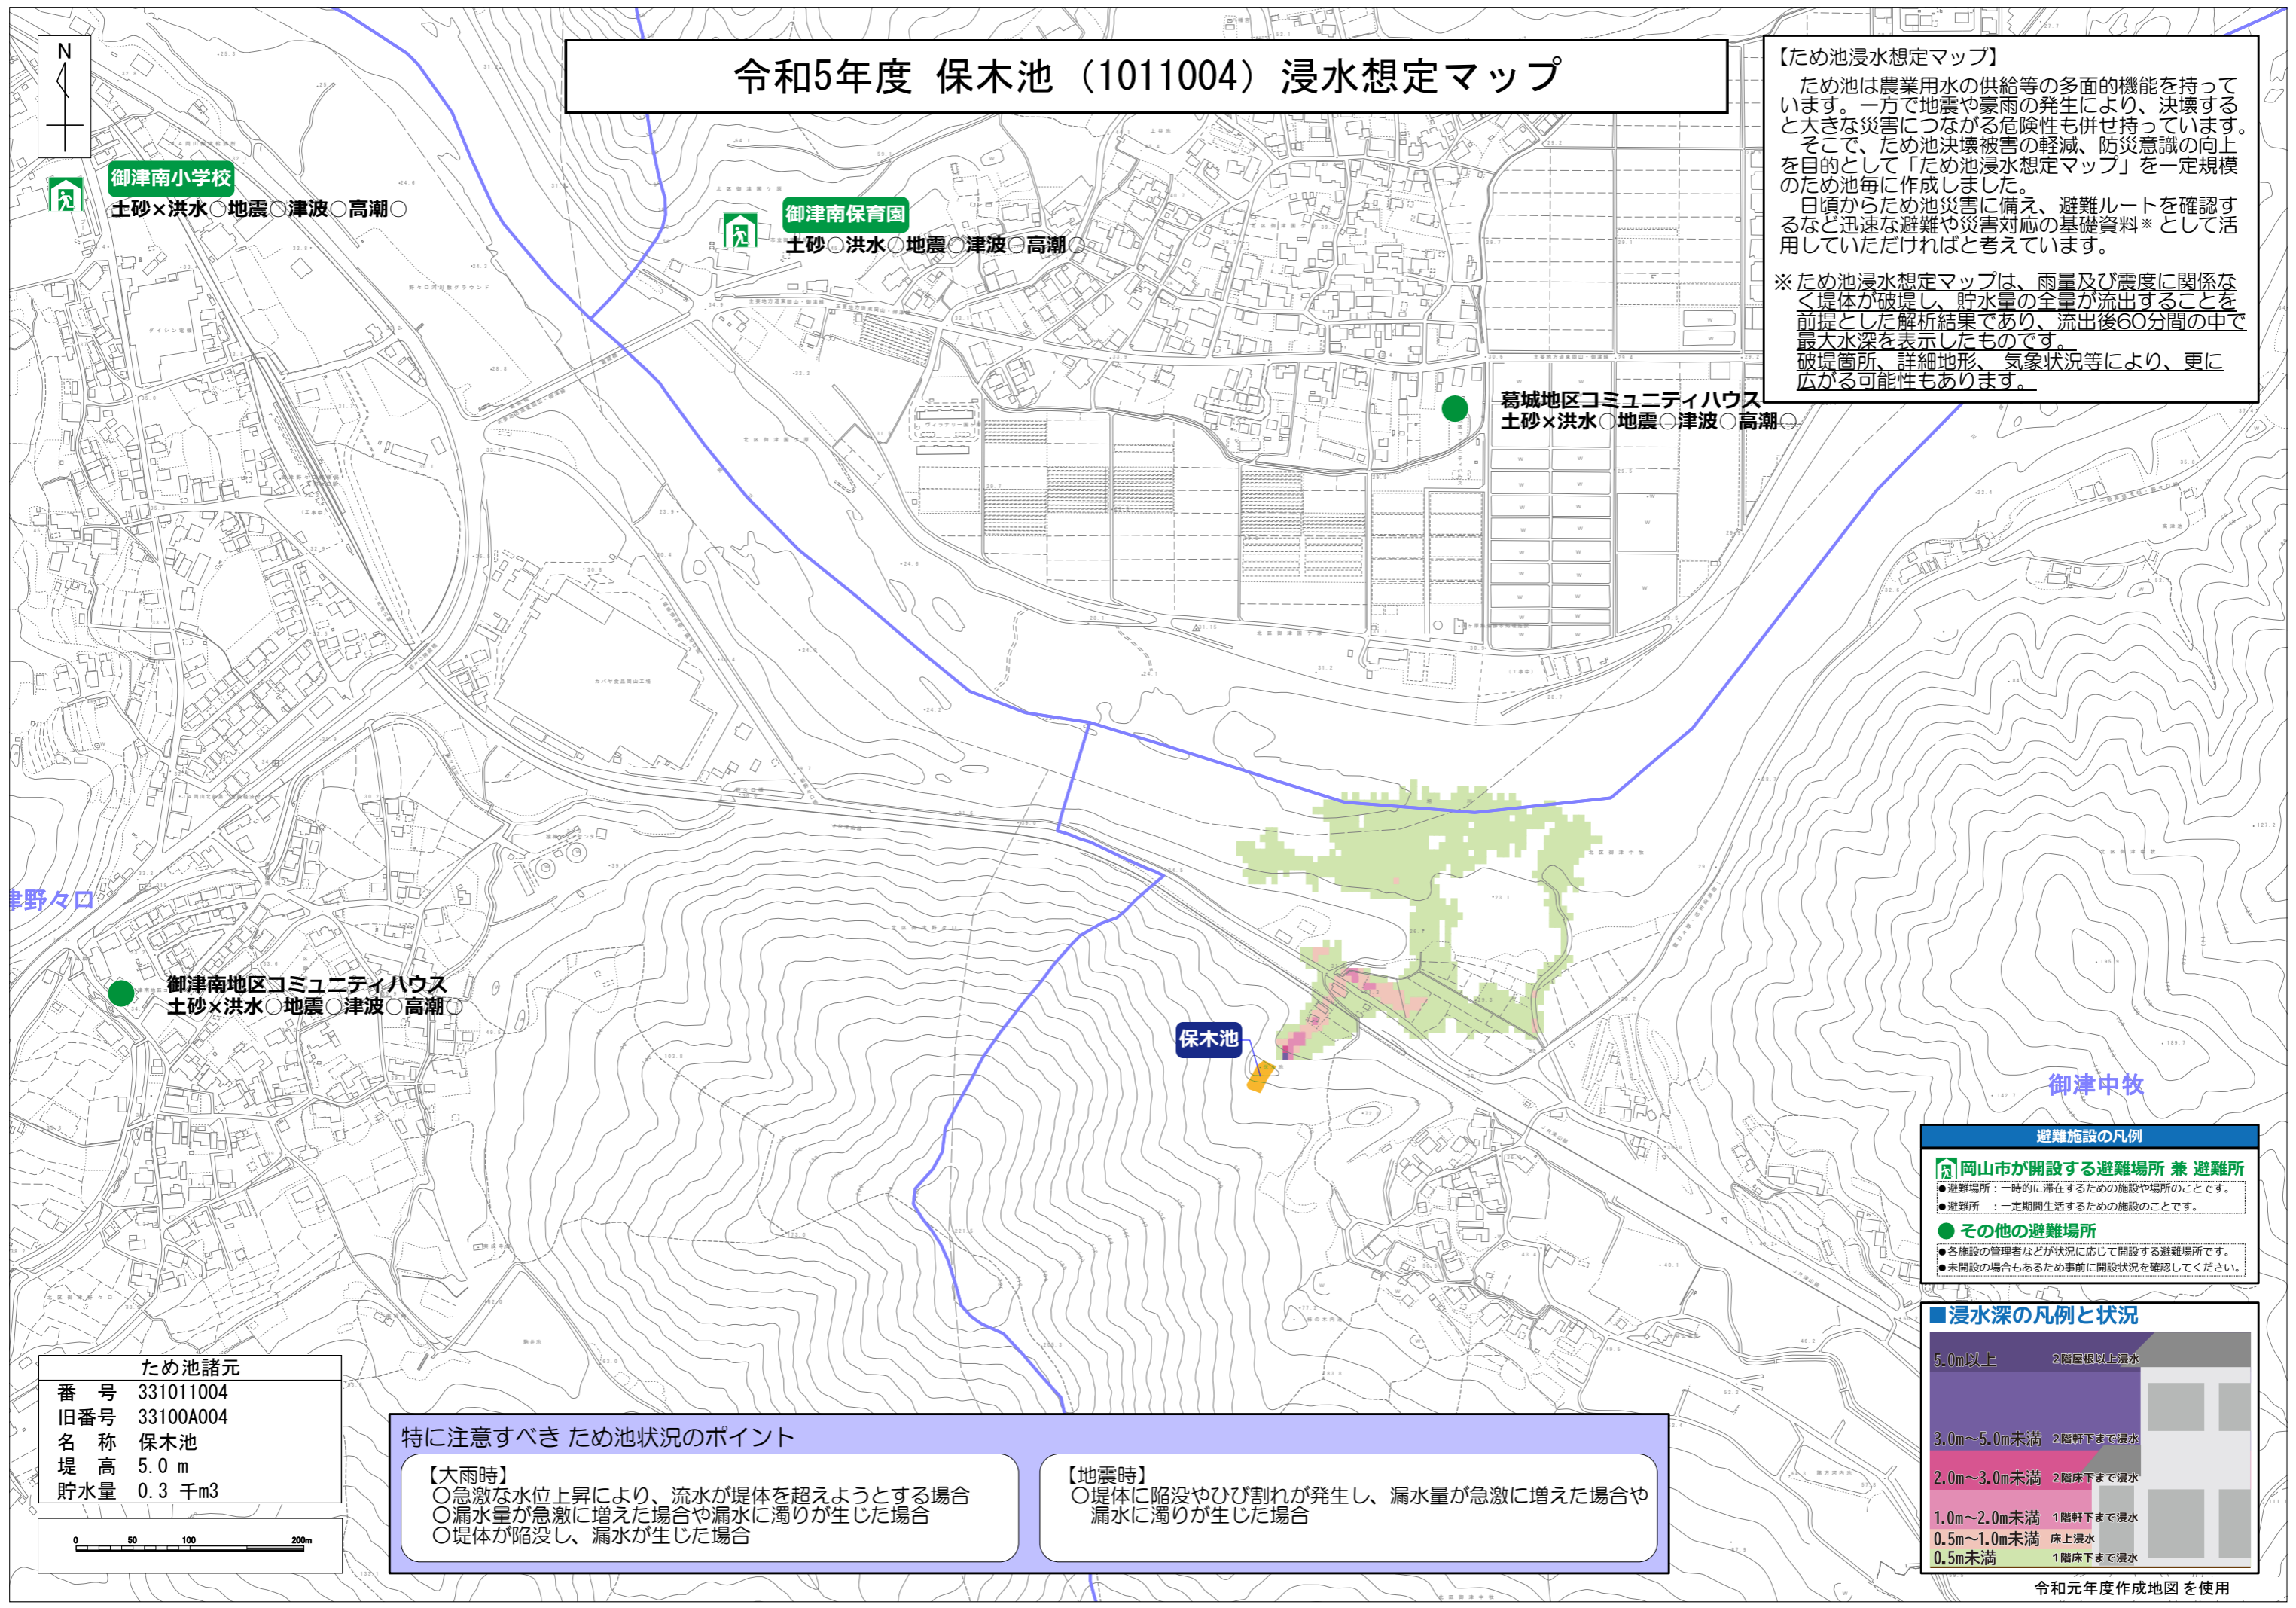 令和5年度 保木池（1011004）浸水想定マップ
N
御津南小学校
土砂×洪水○地震○津波○高潮○
御津南保育園
土砂○洪水○地震○津波○高潮○
【ため池浸水想定マップ】
ため池は農業用水の供給等の多面的機能を持って
います。一方で地震や豪雨の発生により、決壊する
と大きな災害につながる危険性も併せ持っています。
そこで、ため池決壊被害の軽減、防災意識の向上
を目的として「ため池浸水想定マップ」を一定規模
のため池毎に作成しました。
日頃からため池災害に備え、避難ルートを確認す
るなど迅速な避難や災害対応の基礎資料※として活
用していただければと考えています。
※ため池浸水想定マップは、雨量及び震度に関係な
く堤体が破堤し、貯水量の全量が流出することを
前提とした解析結果であり、流出後60分間の中で
最大水深を表示したものです。
破堤箇所、詳細地形、気象状況等により、更に
広がる可能性もあります。
葛城地区コミュニティハウス
土砂×洪水○地震○津波○高潮○
カバヤ食品岡山工場
津野々口
御津南地区コミュニティハウス
土砂×洪水○地震○津波○高潮○
保木池
御津中牧
避難施設の凡例
岡山市が開設する避難場所 兼 避難所
●避難場所：一時的に滞在するための施設や場所のことです。
●避難所　：一定期間生活するための施設のことです。
その他の避難場所
●各施設の管理者などが状況に応じて開設する避難場所です。
●未開設の場合もあるため事前に開設状況を確認してください。
■浸水深の凡例と状況
5.0m以上 2階屋根以上浸水
3.0m～5.0m未満 2階軒下まで浸水
2.0m～3.0m未満 2階床下まで浸水
1.0m～2.0m未満 1階軒下まで浸水
0.5m～1.0m未満 床上浸水
0.5m未満 1階床下まで浸水
令和元年度作成地図を使用
ため池諸元
番　号 331011004
旧番号 33100A004
名　称 保木池
堤　高 5.0 m
貯水量 0.3 千m3
0 50 100 200m
特に注意すべき ため池状況のポイント
【大雨時】
○急激な水位上昇により、流水が堤体を超えようとする場合
○漏水量が急激に増えた場合や漏水に濁りが生じた場合
○堤体が陥没し、漏水が生じた場合
【地震時】
○堤体に陥没やひび割れが発生し、漏水量が急激に増えた場合や
漏水に濁りが生じた場合